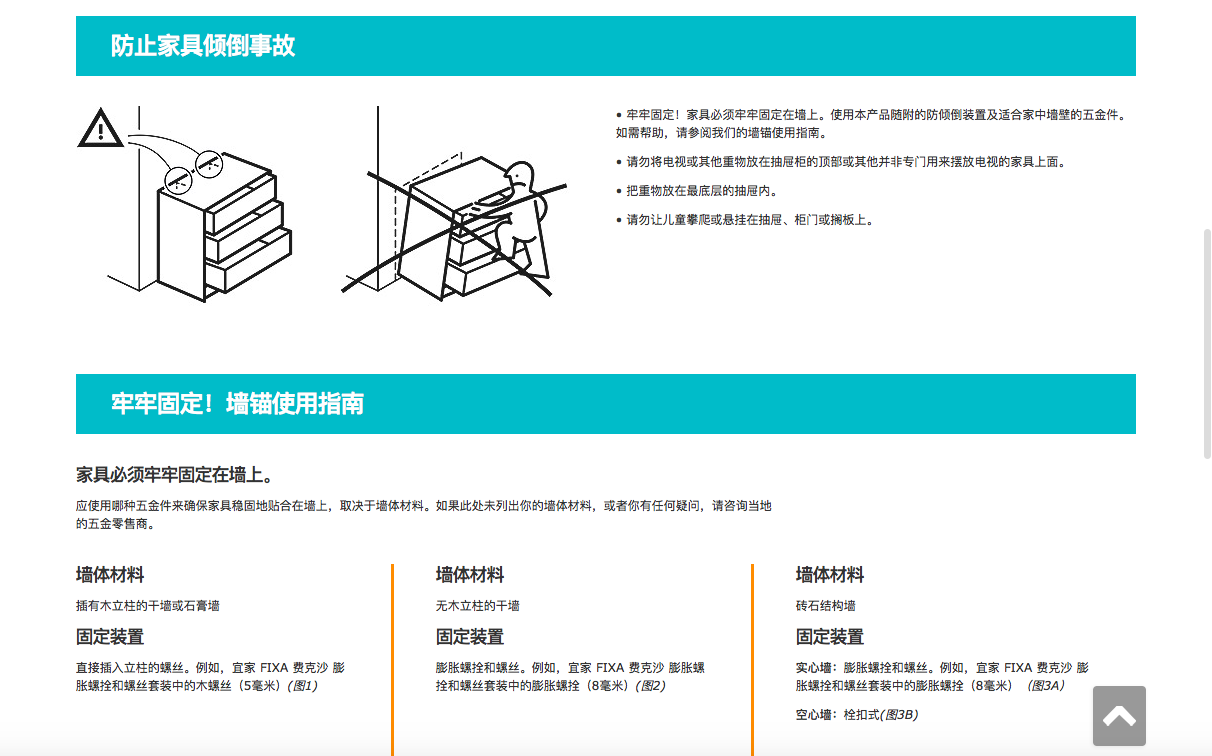 防止家具倾倒事故
• 牢牢固定！家具必须牢牢固定在墙上。使用本产品随附的防倾倒装置及适合家中墙壁的五金件。
如需帮助，请参阅我们的墙锚使用指南。
• 请勿将电视或其他重物放在抽屉柜的顶部或其他并非专门用来摆放电视的家具上面。
• 把重物放在最底层的抽屉内。
• 请勿让儿童攀爬或悬挂在抽屉、柜门或搁板上。
牢牢固定！墙锚使用指南
家具必须牢牢固定在墙上。
应使用哪种五金件来确保家具稳固地贴合在墙上，取决于墙体材料。如果此处未列出你的墙体材料，或者你有任何疑问，请咨询当地
的五金零售商。
墙体材料
插有木立柱的干墙或石膏墙
固定装置
直接插入立柱的螺丝。例如，宜家 FIXA 费克沙 膨
胀螺拴和螺丝套装中的木螺丝（5毫米）(图1)
墙体材料
无木立柱的干墙
固定装置
膨胀螺拴和螺丝。例如，宜家 FIXA 费克沙 膨胀螺
拴和螺丝套装中的膨胀螺拴（8毫米）(图2)
墙体材料
砖石结构墙
固定装置
实心墙：膨胀螺拴和螺丝。例如，宜家 FIXA 费克沙 膨
胀螺拴和螺丝套装中的膨胀螺拴（8毫米） （图3A）
空心墙：栓扣式(图3B)